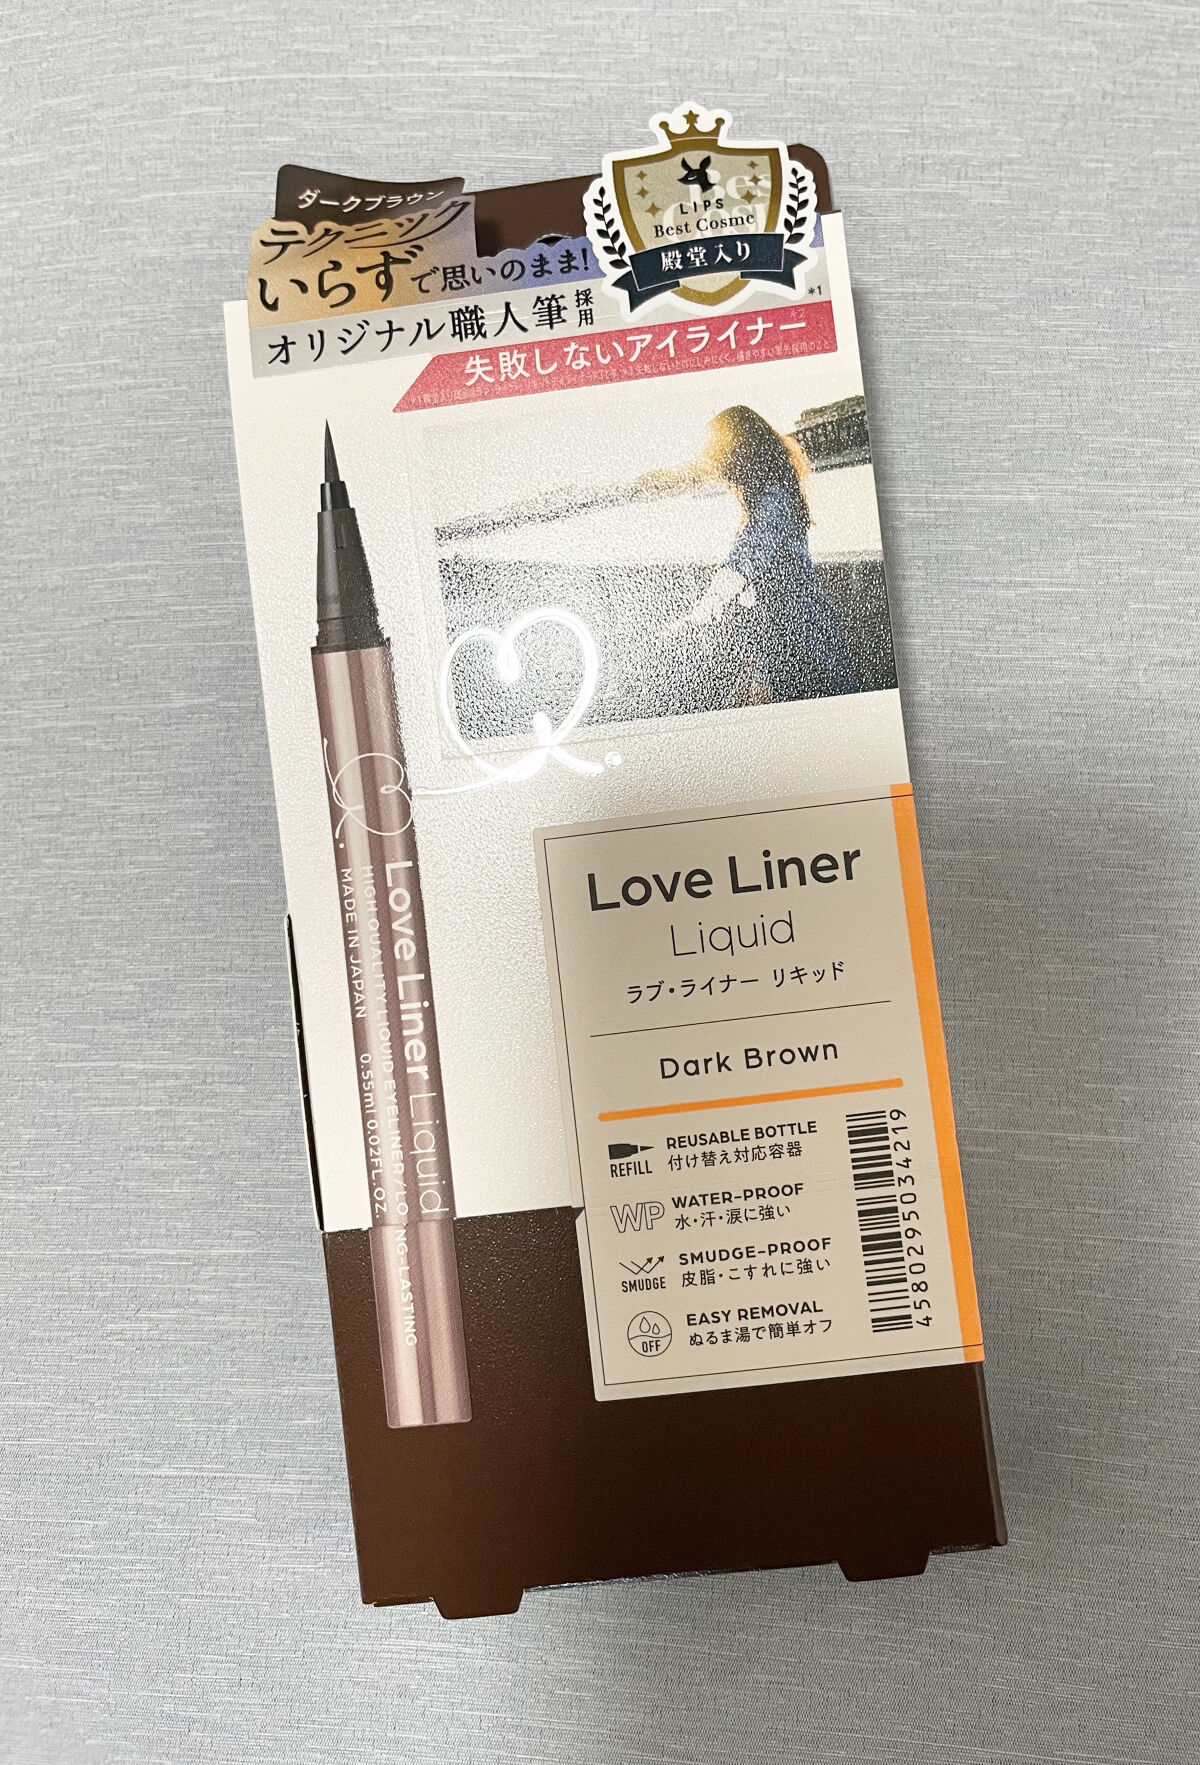 ダークブラウン
テクニック
いらずで思いのまま!
オリジナル職人筆採用
LIPS
Best Cosme
殿堂入り
*1
失敗しないアイライナー*2
Love Liner Liquid
HIGH QUALITY LIQUID EYELINER/LONG-LASTING
MADE IN JAPAN 0.55ml 0.02FL.OZ.
Love Liner
Liquid
ラブ・ライナー リキッド
Dark Brown
REFILL
REUSABLE BOTTLE
付け替え対応容器
WP
WATER-PROOF
水・汗・涙に強い
SMUDGE
SMUDGE-PROOF
皮脂・こすれに強い
OFF
EASY REMOVAL
ぬるま湯で簡単オフ
4580295034219